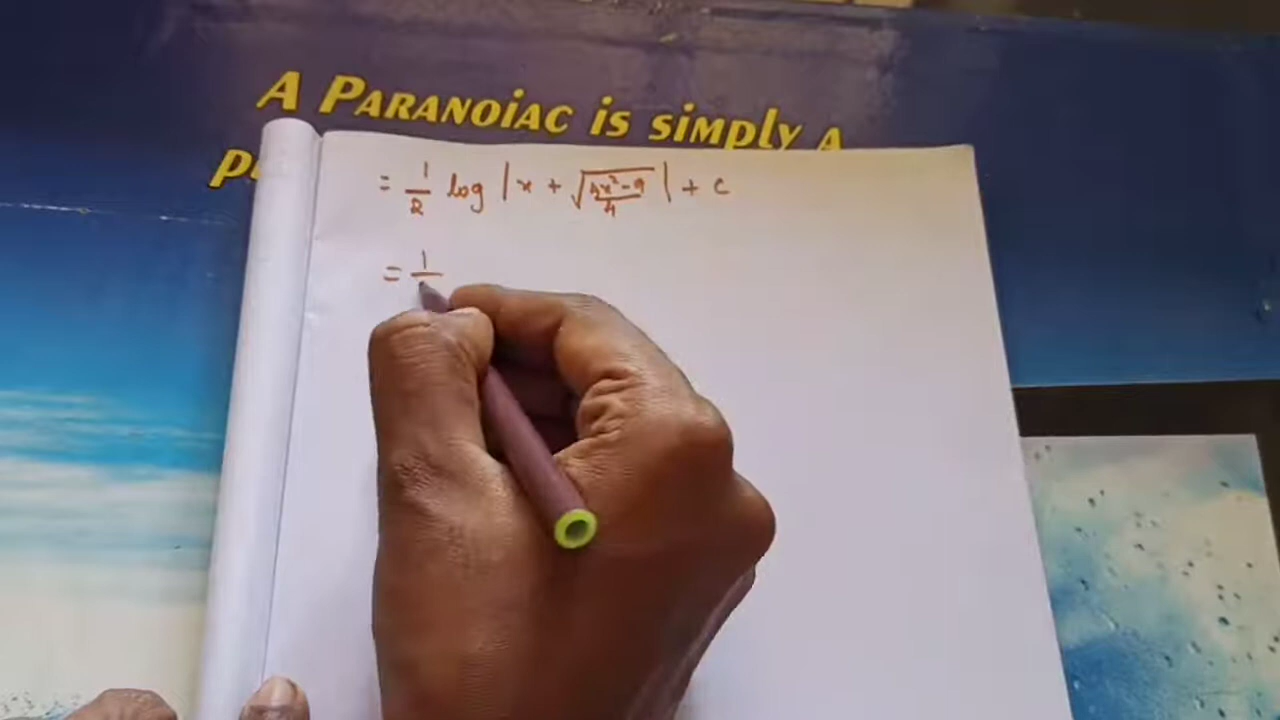 A PARANOiAC is simply A
P
= 1/2 log |x + √(4x²-9)/4| + c
= 1/